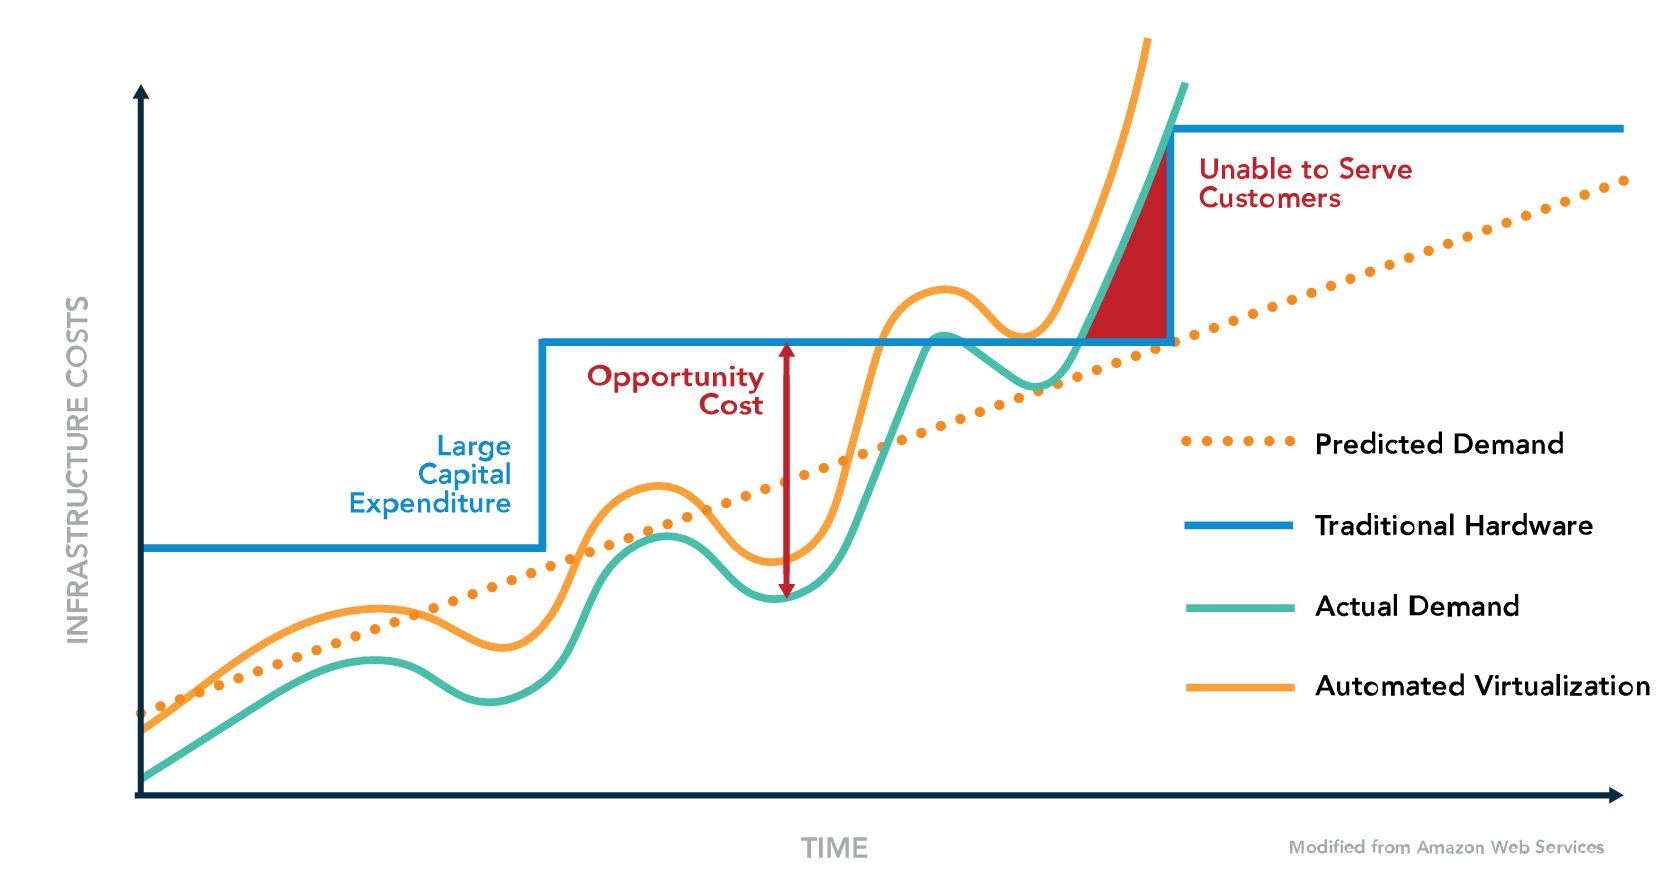 INFRASTRUCTURE COSTS
Unable to Serve
Customers
Opportunity
Cost
Large
Capital
Expenditure
Predicted Demand
Traditional Hardware
Actual Demand
Automated Virtualization
TIME
Modified from Amazon Web Services